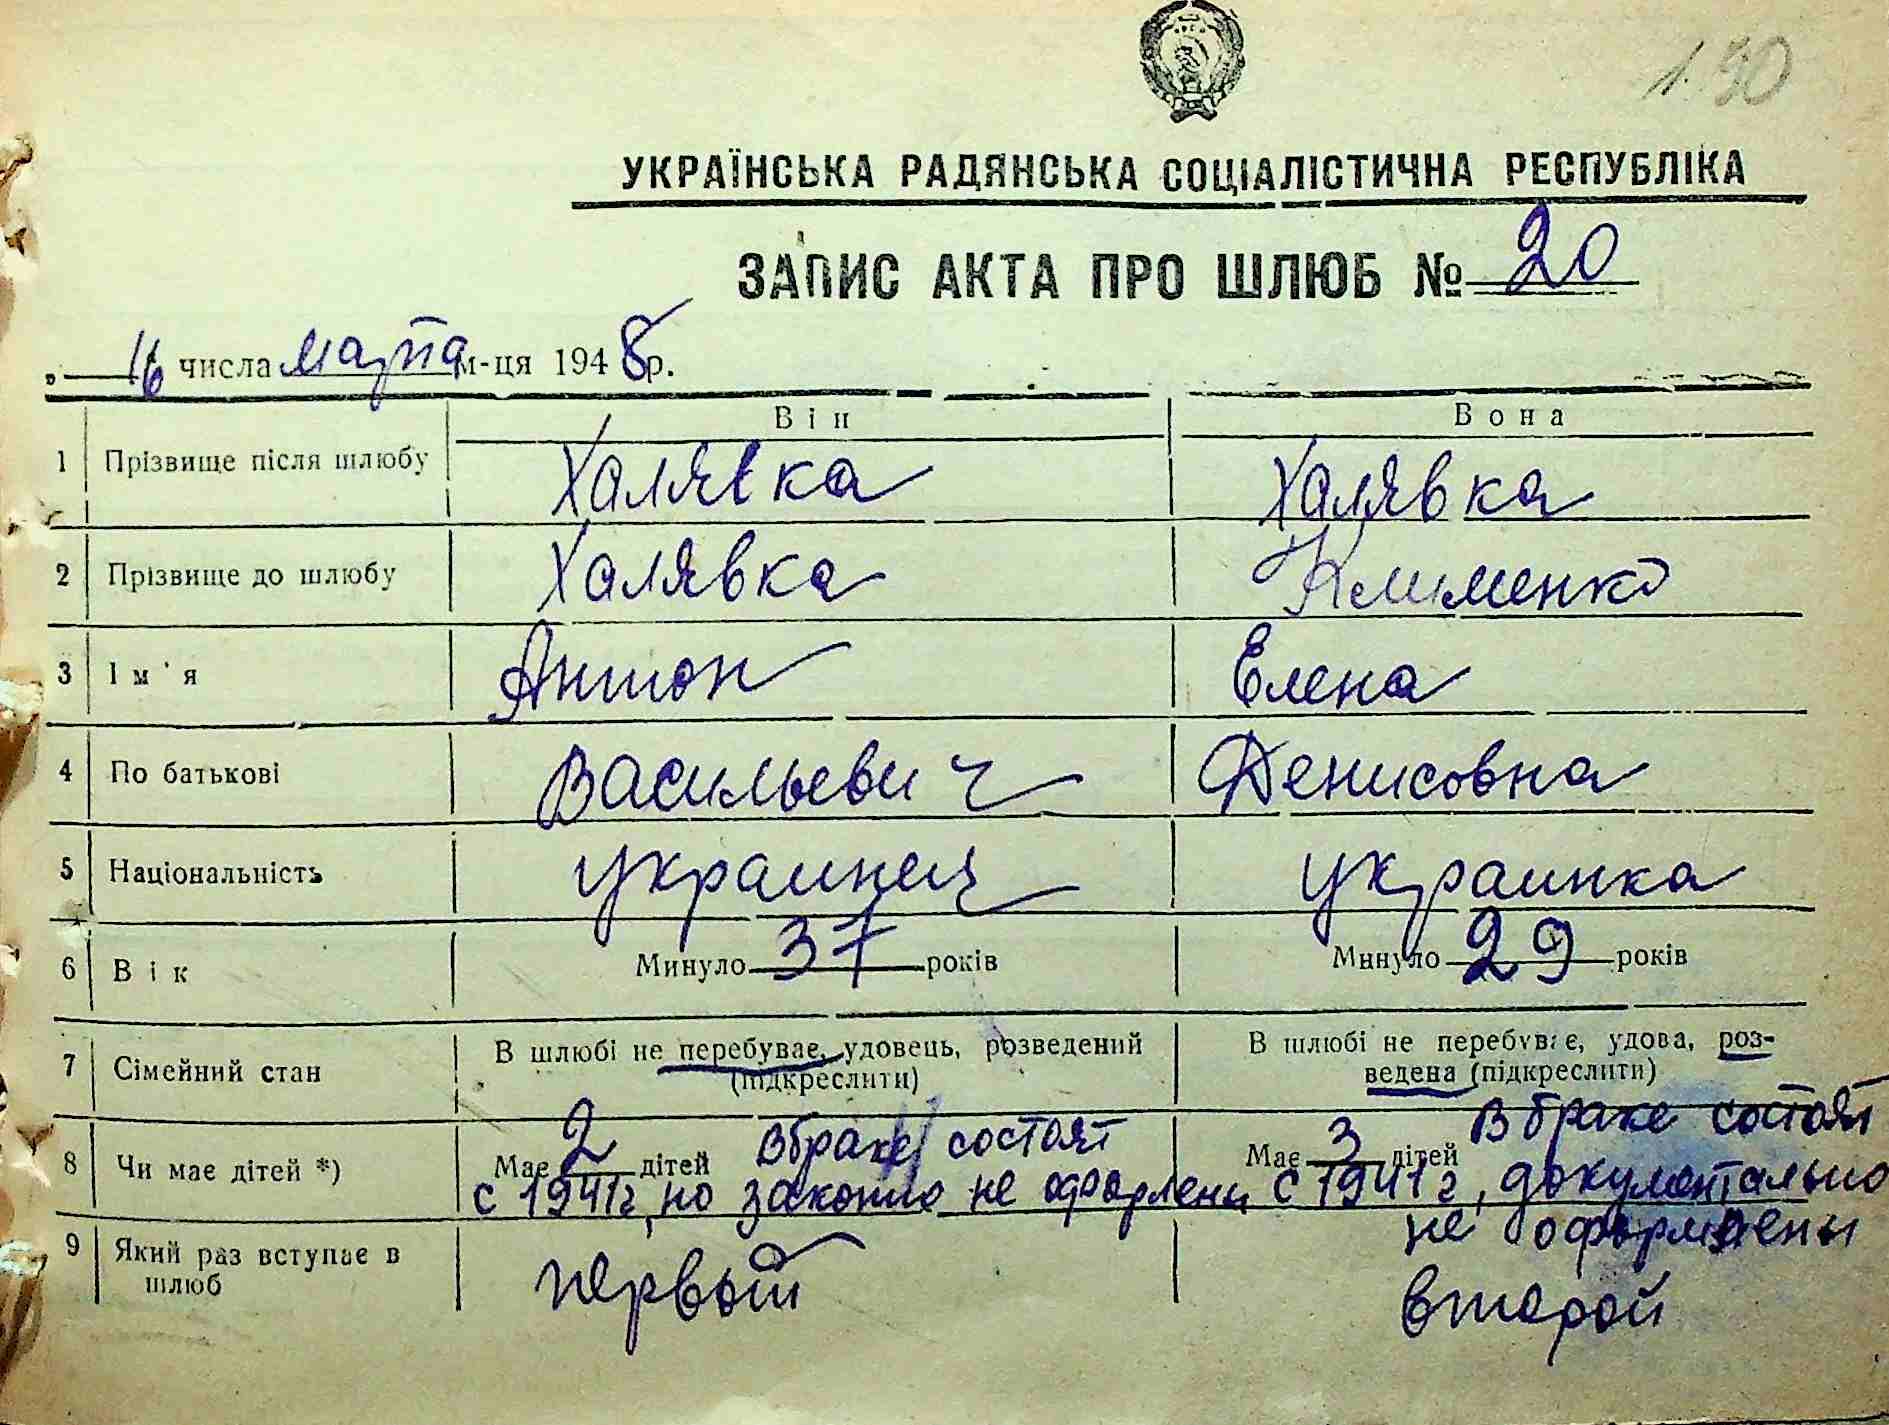 1.90
УКРАЇНСЬКА РАДЯНСЬКА СОЦІАЛІСТИЧНА РЕСПУБЛІКА
ЗАПИС АКТА ПРО ШЛЮБ № 20
„ 16 числа марта м-ця 1948 р.
Він Вона
1 Прізвище після шлюбу Халявка Халявка
2 Прізвище до шлюбу Халявка Клименко
3 Ім'я Антон Елена
4 По батькові Васильевич Денисовна
5 Національність украинец украинка
6 Вік Минуло 37 років Минуло 29 років
7 Сімейний стан В шлюбі не перебуває, удовець, розведений (підкреслити) В шлюбі не перебуває, удова, роз-
ведена (підкреслити)
8 Чи має дітей *) Має 2 дітей В браке состоят Має 3 дітей В браке состоят
с 1941 г, но законно не оформлены с 1941 г, документально
не оформлены
9 Який раз вступає в шлюб первый второй